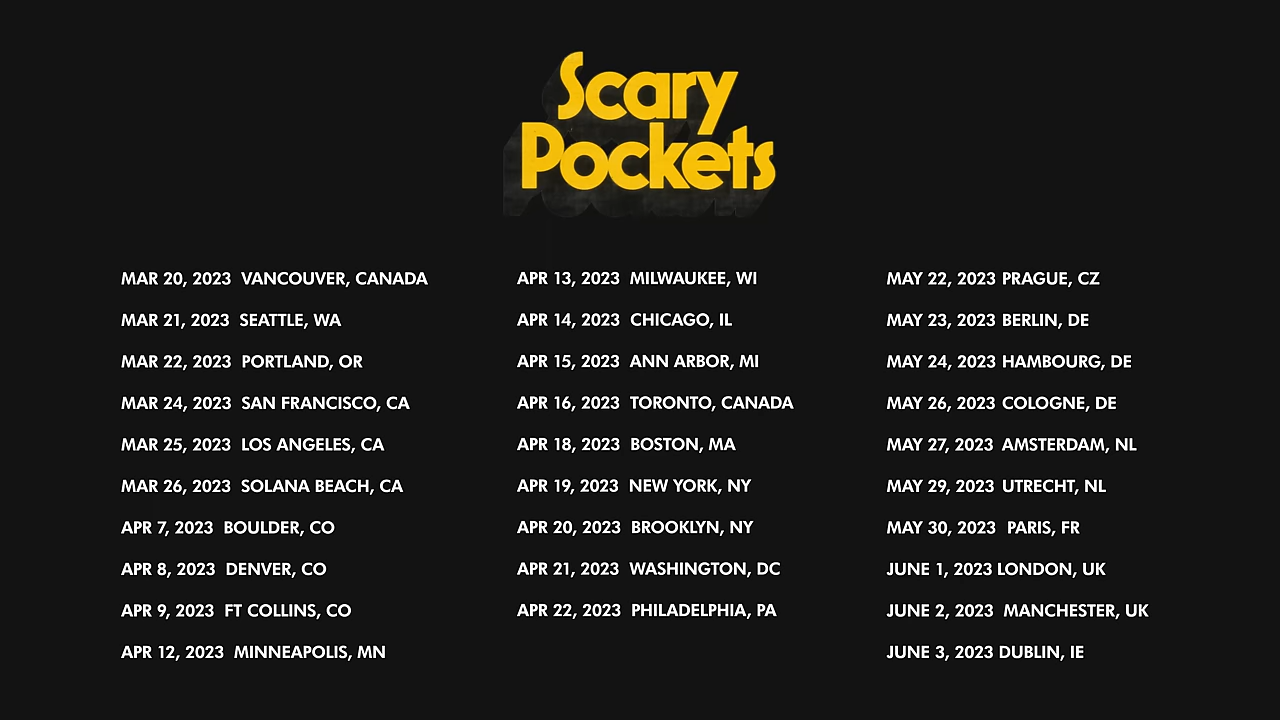 Scary
Pockets
MAR 20, 2023 VANCOUVER, CANADA
MAR 21, 2023 SEATTLE, WA
MAR 22, 2023 PORTLAND, OR
MAR 24, 2023 SAN FRANCISCO, CA
MAR 25, 2023 LOS ANGELES, CA
MAR 26, 2023 SOLANA BEACH, CA
APR 7, 2023 BOULDER, CO
APR 8, 2023 DENVER, CO
APR 9, 2023 FT COLLINS, CO
APR 12, 2023 MINNEAPOLIS, MN
APR 13, 2023 MILWAUKEE, WI
APR 14, 2023 CHICAGO, IL
APR 15, 2023 ANN ARBOR, MI
APR 16, 2023 TORONTO, CANADA
APR 18, 2023 BOSTON, MA
APR 19, 2023 NEW YORK, NY
APR 20, 2023 BROOKLYN, NY
APR 21, 2023 WASHINGTON, DC
APR 22, 2023 PHILADELPHIA, PA
MAY 22, 2023 PRAGUE, CZ
MAY 23, 2023 BERLIN, DE
MAY 24, 2023 HAMBOURG, DE
MAY 26, 2023 COLOGNE, DE
MAY 27, 2023 AMSTERDAM, NL
MAY 29, 2023 UTRECHT, NL
MAY 30, 2023 PARIS, FR
JUNE 1, 2023 LONDON, UK
JUNE 2, 2023 MANCHESTER, UK
JUNE 3, 2023 DUBLIN, IE